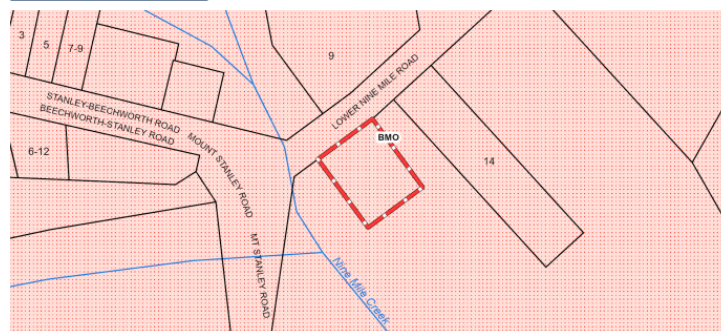 3
5
7-9
9
LOWER NINE MILE ROAD
STANLEY-BEECHWORTH ROAD
BEECHWORTH-STANLEY ROAD
BMO
14
6-12
MOUNT STANLEY ROAD
MT STANLEY ROAD
Nine Mile Creek